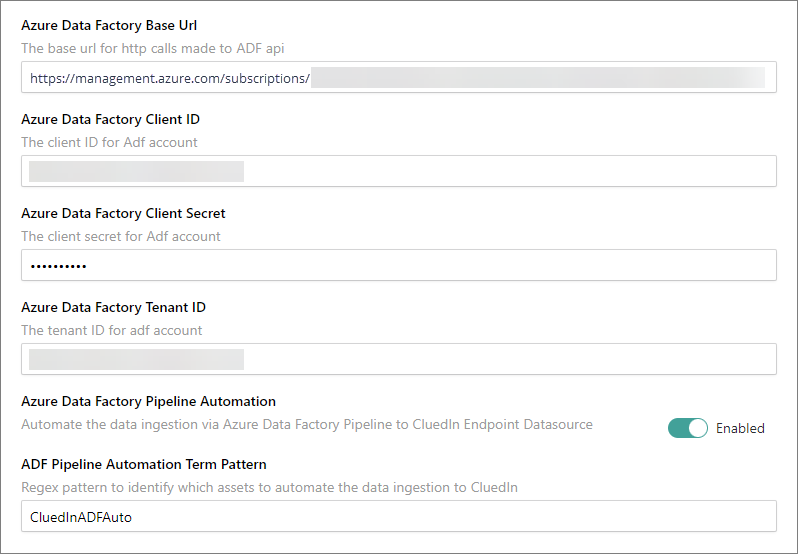 Azure Data Factory Base Url
The base url for http calls made to ADF api
https://management.azure.com/subscriptions/
Azure Data Factory Client ID
The client ID for Adf account
Azure Data Factory Client Secret
The client secret for Adf account
••••••••••
Azure Data Factory Tenant ID
The tenant ID for adf account
Azure Data Factory Pipeline Automation
Automate the data ingestion via Azure Data Factory Pipeline to CluedIn Endpoint Datasource
Enabled
ADF Pipeline Automation Term Pattern
Regex pattern to identify which assets to automate the data ingestion to CluedIn
CluedInADFAuto